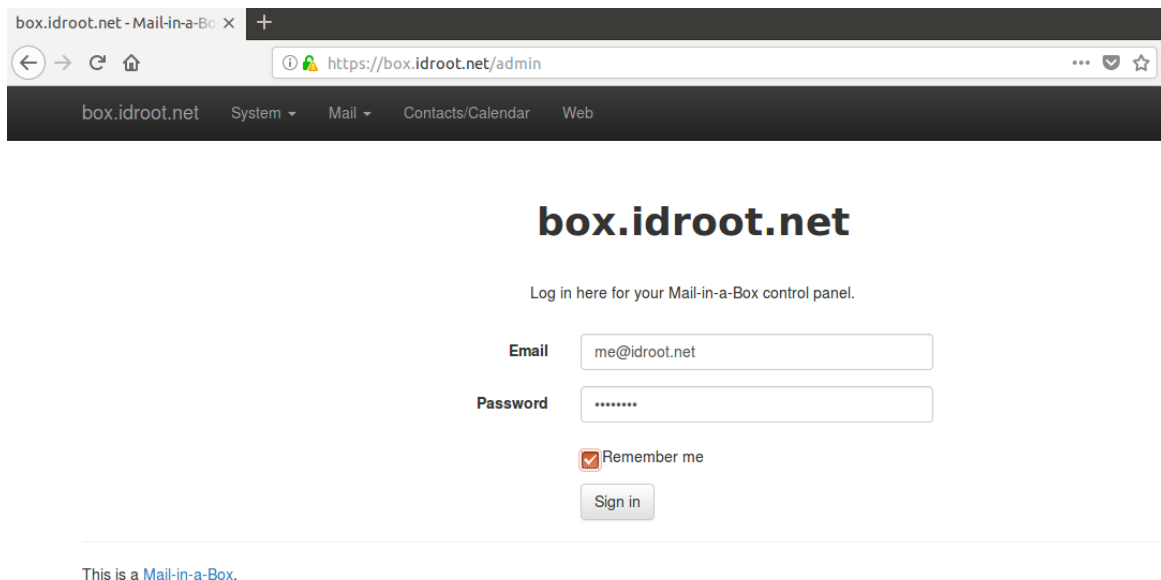 box.idroot.net - Mail-in-a-Bo
https://box.idroot.net/admin
box.idroot.net System Mail Contacts/Calendar Web
box.idroot.net
Log in here for your Mail-in-a-Box control panel.
Email me@idroot.net
Password ••••••••
Remember me
Sign in
This is a Mail-in-a-Box.